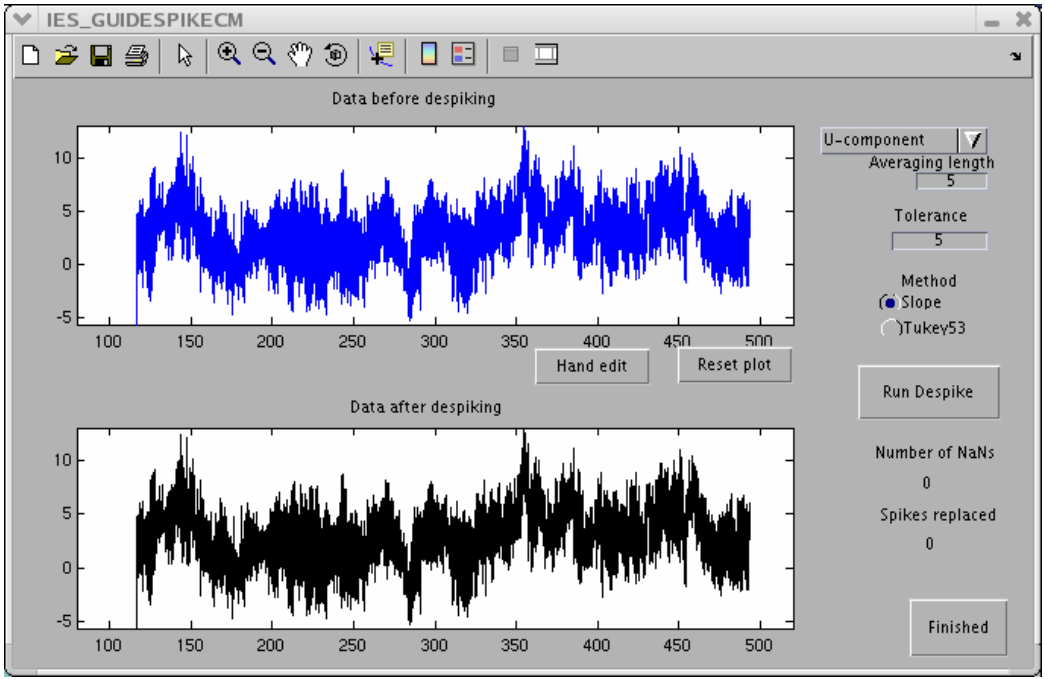 IES_GUIDESPIKECM
Data before despiking
10
5
0
-5
100 150 200 250 300 350 400 450 500
Hand edit
Reset plot
U-component
Averaging length
5
Tolerance
5
Method
Slope
Tukey53
Run Despike
Data after despiking
10
5
0
-5
100 150 200 250 300 350 400 450 500
Number of NaNs
0
Spikes replaced
0
Finished